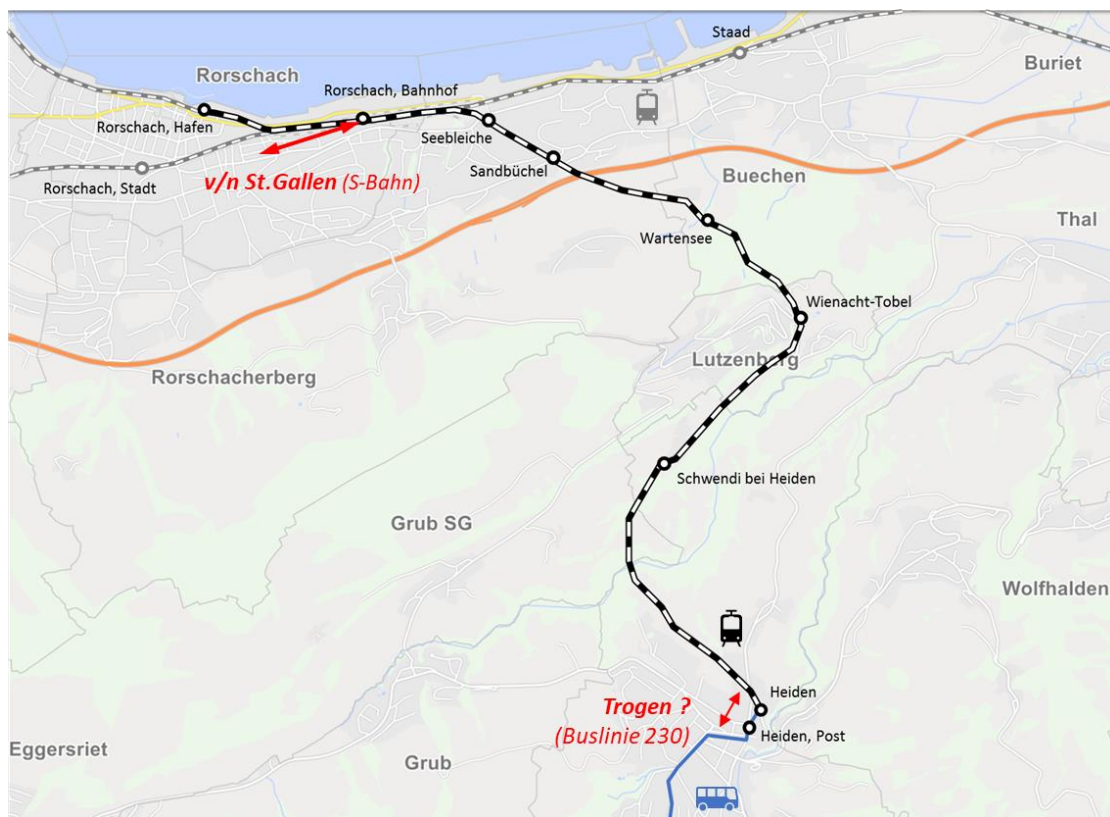 Staad
Rorschach
Buriet
Rorschach, Bahnhof
Rorschach, Hafen
Seebleiche
Sandbüchel
Rorschach, Stadt
v/n St.Gallen (S-Bahn)
Buechen
Thal
Wartensee
Wienacht-Tobel
Lutzenberg
Rorschacherberg
Schwendi bei Heiden
Grub SG
Wolfhalden
Heiden
Trogen ?
(Buslinie 230)
Heiden, Post
Eggersriet
Grub